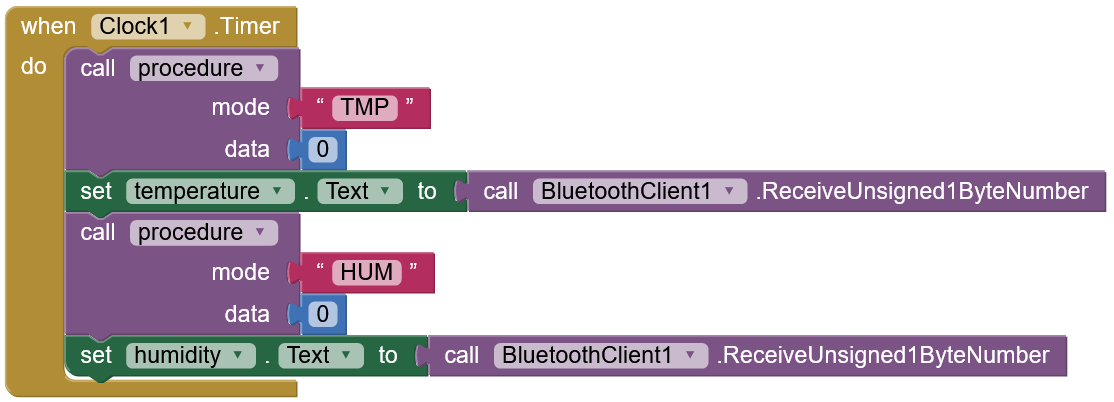 when Clock1 .Timer
do call procedure
mode “ TMP ”
data 0
set temperature . Text to call BluetoothClient1 .ReceiveUnsigned1ByteNumber
call procedure
mode “ HUM ”
data 0
set humidity . Text to call BluetoothClient1 .ReceiveUnsigned1ByteNumber